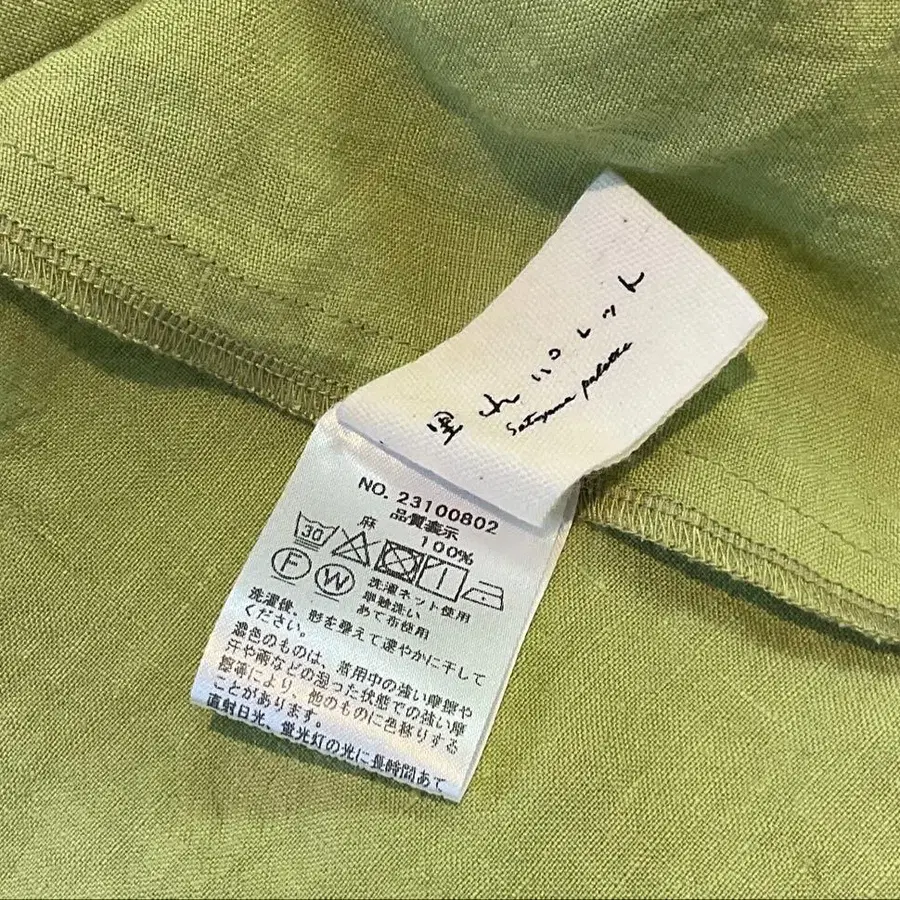 里山パレット
Satoyama palette
NO. 23100802
品質表示
麻 100%
30
F W
洗濯ネット使用
単独洗い
あて布使用
洗濯後、形を整えて速やかに干して
ください。
濃色のものは、着用中の強い摩擦や
汗や雨などの湿った状態での強い摩
擦等により、他のものに色移りする
ことがあります。
直射日光、蛍光灯の光に長時間あて